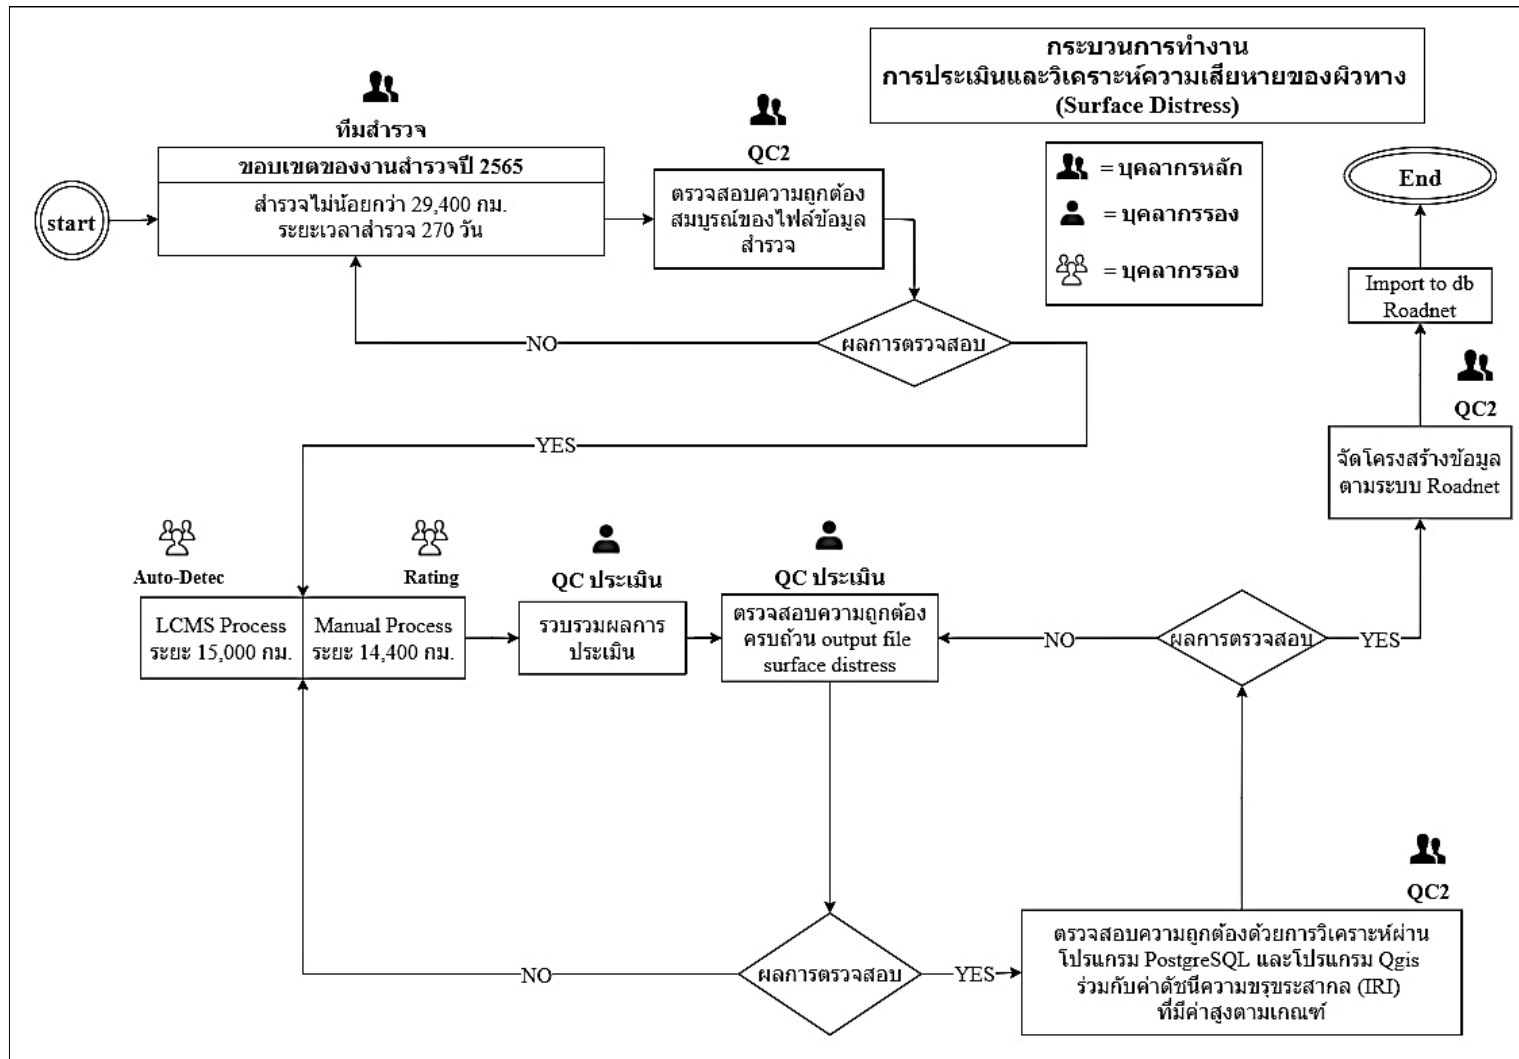 กระบวนการทำงาน
การประเมินและวิเคราะห์ความเสียหายของผิวทาง
(Surface Distress)
ทีมสำรวจ
ขอบเขตของงานสำรวจปี 2565
start
สำรวจไม่น้อยกว่า 29,400 กม.
ระยะเวลาสำรวจ 270 วัน
QC2
ตรวจสอบความถูกต้อง
สมบูรณ์ของไฟล์ข้อมูล
สำรวจ
= บุคลากรหลัก
= บุคลากรรอง
= บุคลากรรอง
End
Import to db
Roadnet
NO
ผลการตรวจสอบ
QC2
YES
จัดโครงสร้างข้อมูล
ตามระบบ Roadnet
Auto-Detec
Rating
QC ประเมิน
QC ประเมิน
LCMS Process
ระยะ 15,000 กม.
Manual Process
ระยะ 14,400 กม.
รวบรวมผลการ
ประเมิน
ตรวจสอบความถูกต้อง
ครบถ้วน output file
surface distress
NO
ผลการตรวจสอบ
YES
QC2
NO
ผลการตรวจสอบ
YES
ตรวจสอบความถูกต้องด้วยการวิเคราะห์ผ่าน
โปรแกรม PostgreSQL และโปรแกรม Qgis
ร่วมกับค่าดัชนีความขรุขระสากล (IRI)
ที่มีค่าสูงตามเกณฑ์